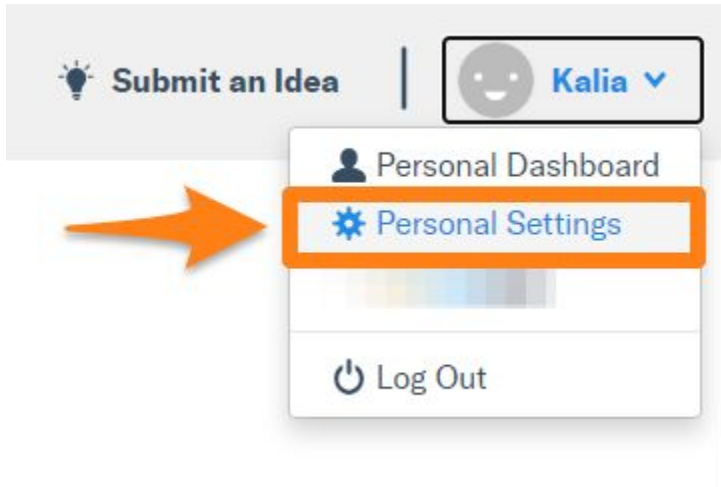 Submit an Idea
Kalia
Personal Dashboard
Personal Settings
Log Out